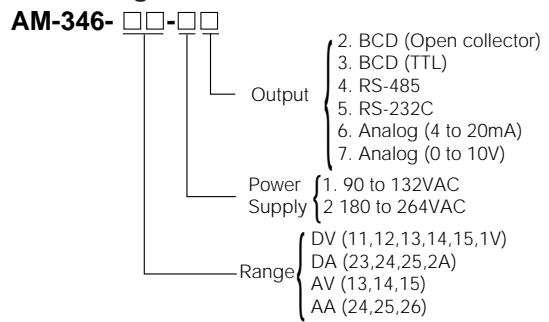 AM-346- □□-□□
Output
2. BCD (Open collector)
3. BCD (TTL)
4. RS-485
5. RS-232C
6. Analog (4 to 20mA)
7. Analog (0 to 10V)
Power
Supply
1. 90 to 132VAC
2 180 to 264VAC
Range
DV (11,12,13,14,15,1V)
DA (23,24,25,2A)
AV (13,14,15)
AA (24,25,26)